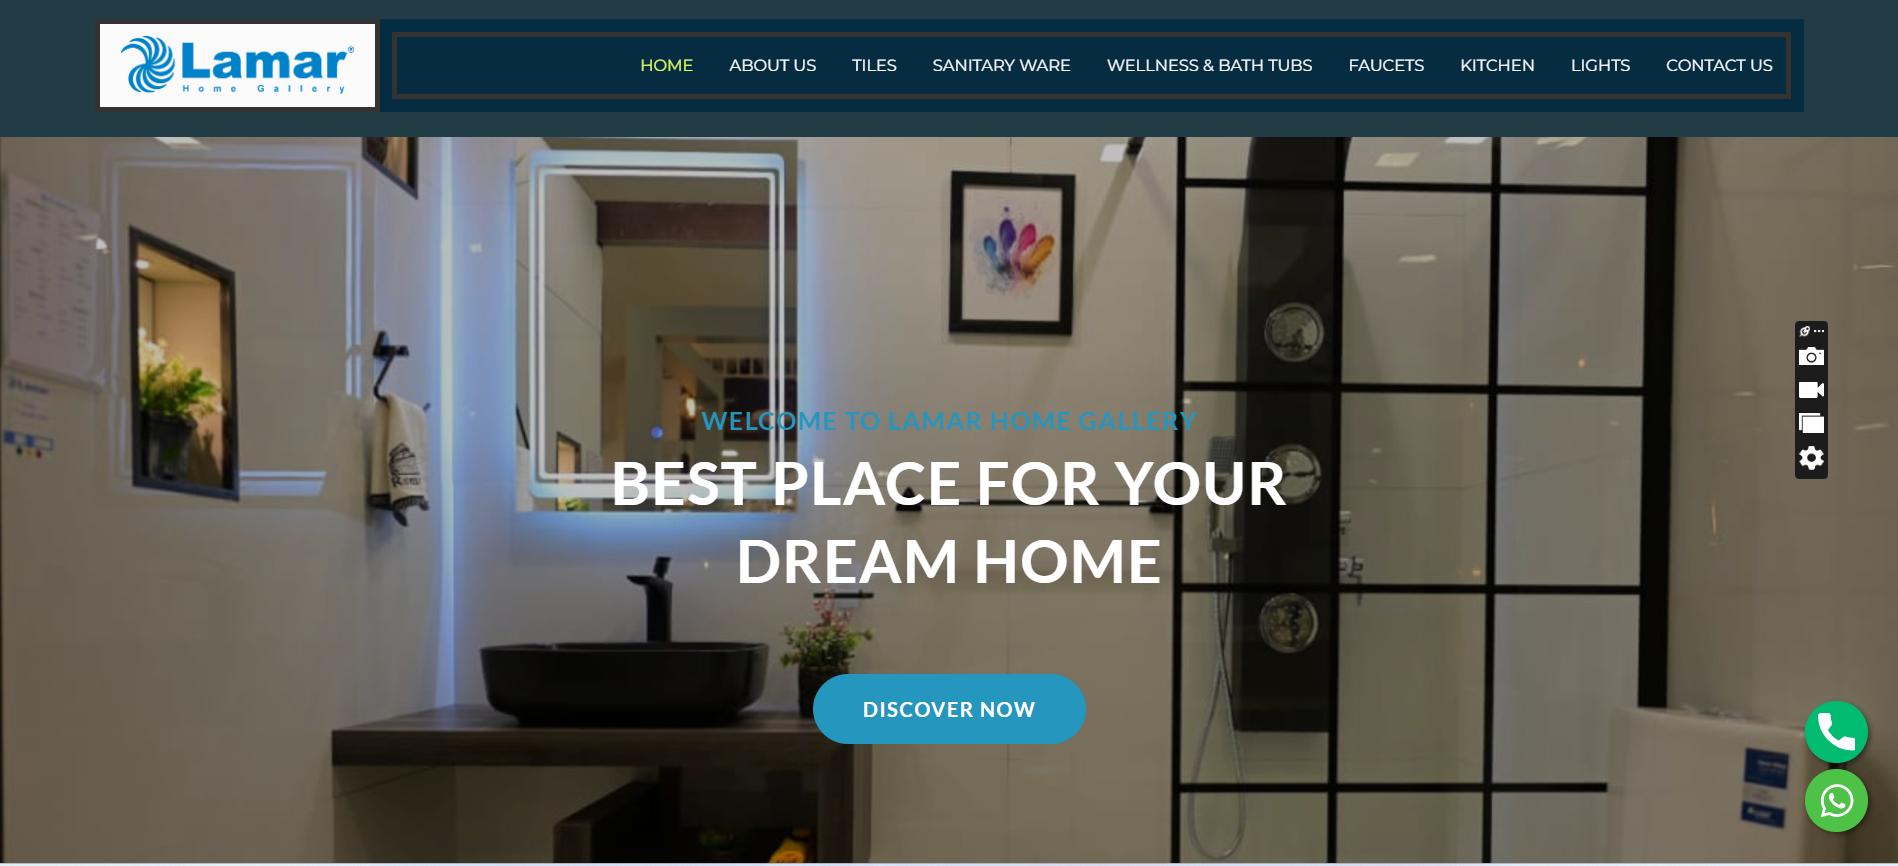 Lamar®
Home Gallery
HOME
ABOUT US
TILES
SANITARY WARE
WELLNESS & BATH TUBS
FAUCETS
KITCHEN
LIGHTS
CONTACT US
WELCOME TO LAMAR HOME GALLERY
BEST PLACE FOR YOUR
DREAM HOME
DISCOVER NOW